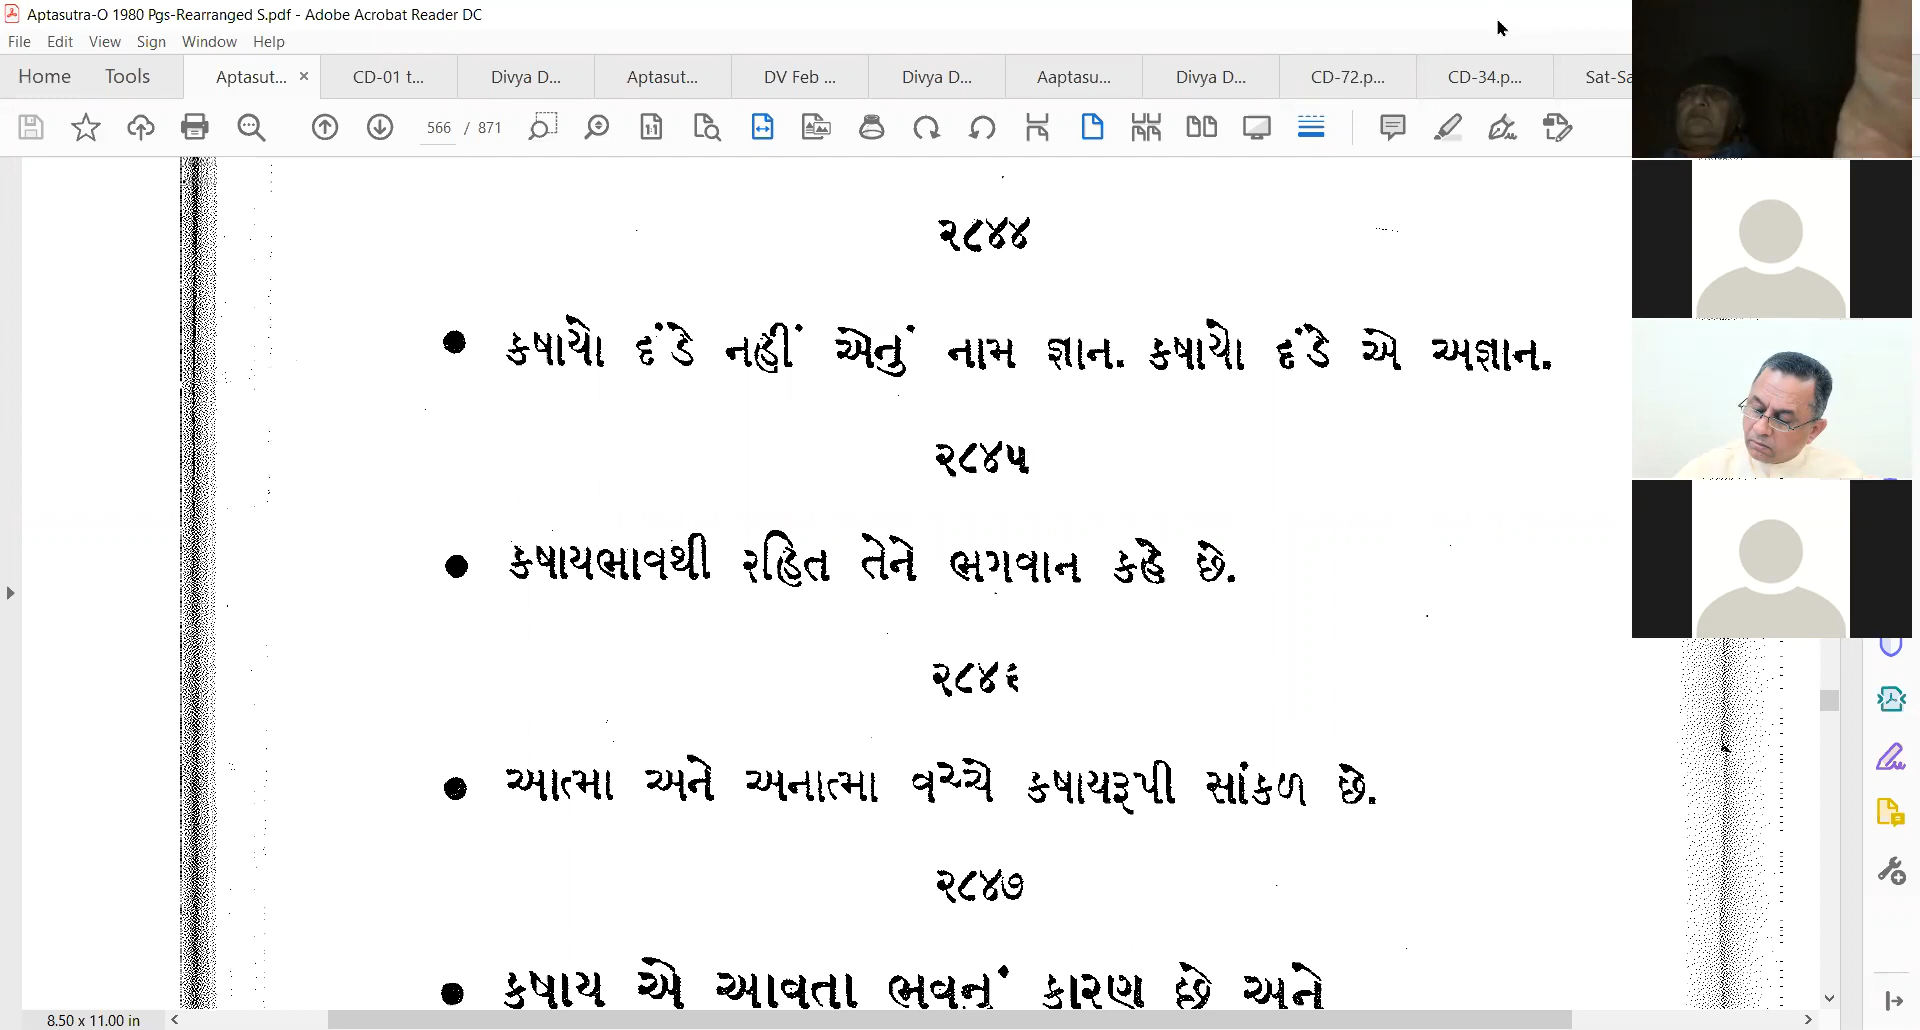 Aptasutra-O 1980 Pgs-Rearranged S.pdf - Adobe Acrobat Reader DC
File Edit View Sign Window Help
Home Tools Aptasut... × CD-01 t... Divya D... Aptasut... DV Feb ... Divya D... Aaptasu... Divya D... CD-72.p... CD-34.p... Sat-Sa
566 / 871
૨૮૪૪
● કષાયો દંડે નહીં એનું નામ જ્ઞાન. કષાયો દંડે એ અજ્ઞાન.
૨૮૪૫
● કષાયભાવથી રહિત તેને ભગવાન કહે છે.
૨૮૪૬
● આત્મા અને અનાત્મા વચ્ચે કષાયરૂપી સાંકળ છે.
૨૮૪૭
● કષાય એ આવતા ભવનું કારણ છે અને
8.50 x 11.00 in